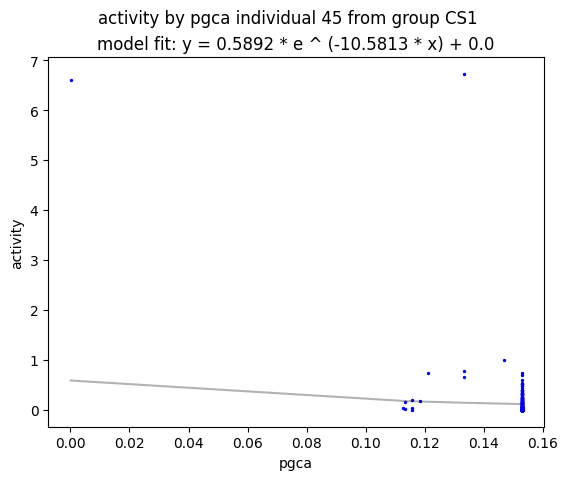 activity by pgca individual 45 from group CS1
model fit: y = 0.5892 * e ^ (-10.5813 * x) + 0.0
7
6
5
4
3
2
1
0
activity
0.00 0.02 0.04 0.06 0.08 0.10 0.12 0.14 0.16
pgca